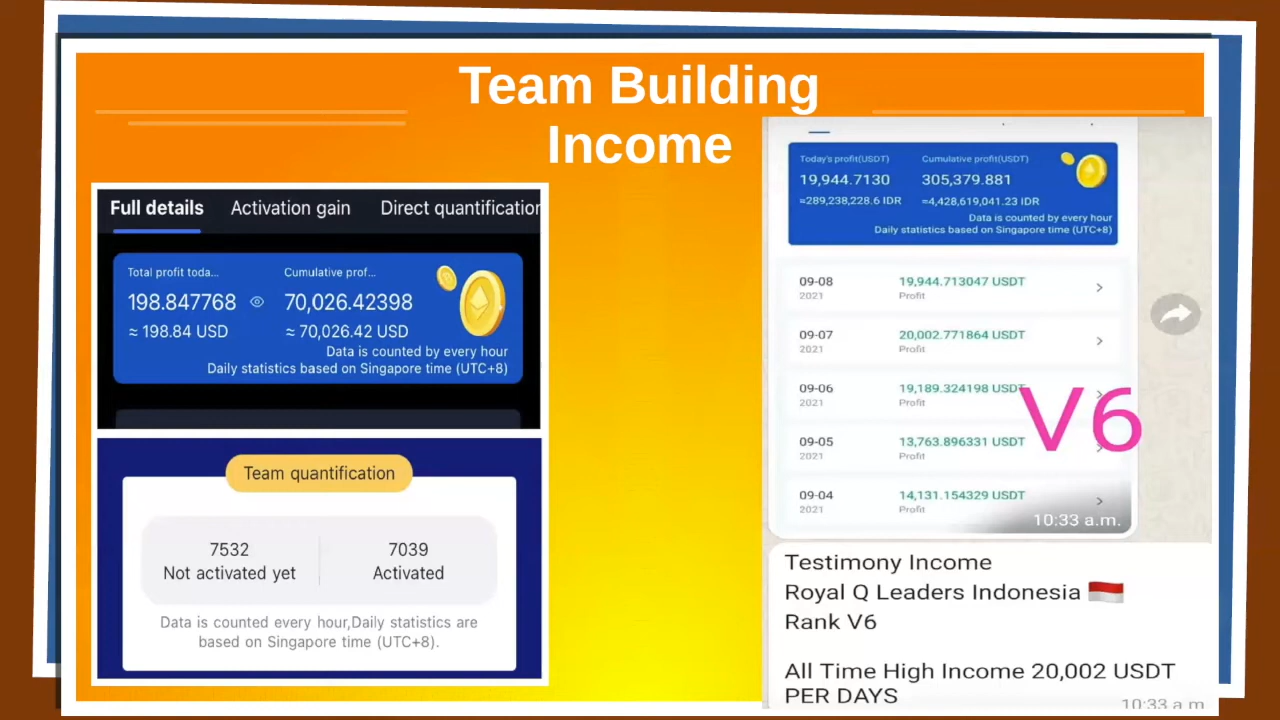 Team Building
Income
Full details Activation gain Direct quantification
Total profit toda... Cumulative prof...
198.847768 70,026.42398
≈ 198.84 USD ≈ 70,026.42 USD
Data is counted by every hour
Daily statistics based on Singapore time (UTC+8)
Team quantification
7532 7039
Not activated yet Activated
Data is counted every hour,Daily statistics are
based on Singapore time (UTC+8).
Today's profit(USDT) Cumulative profit(USDT)
19,944.7130 305,379.881
≈289,238,228.6 IDR ≈4,428,619,041.23 IDR
Data is counted by every hour
Daily statistics based on Singapore time (UTC+8)
09-08 19,944.713047 USDT
2021 Profit
09-07 20,002.771864 USDT
2021 Profit
09-06 19,189.324198 USDT
2021 Profit
V6
09-05 13,763.896331 USDT
2021 Profit
09-04 14,131.154329 USDT
2021 Profit
10:33 a.m.
Testimony Income
Royal Q Leaders Indonesia 🇮🇩
Rank V6
All Time High Income 20,002 USDT
PER DAYS
10:33 a.m